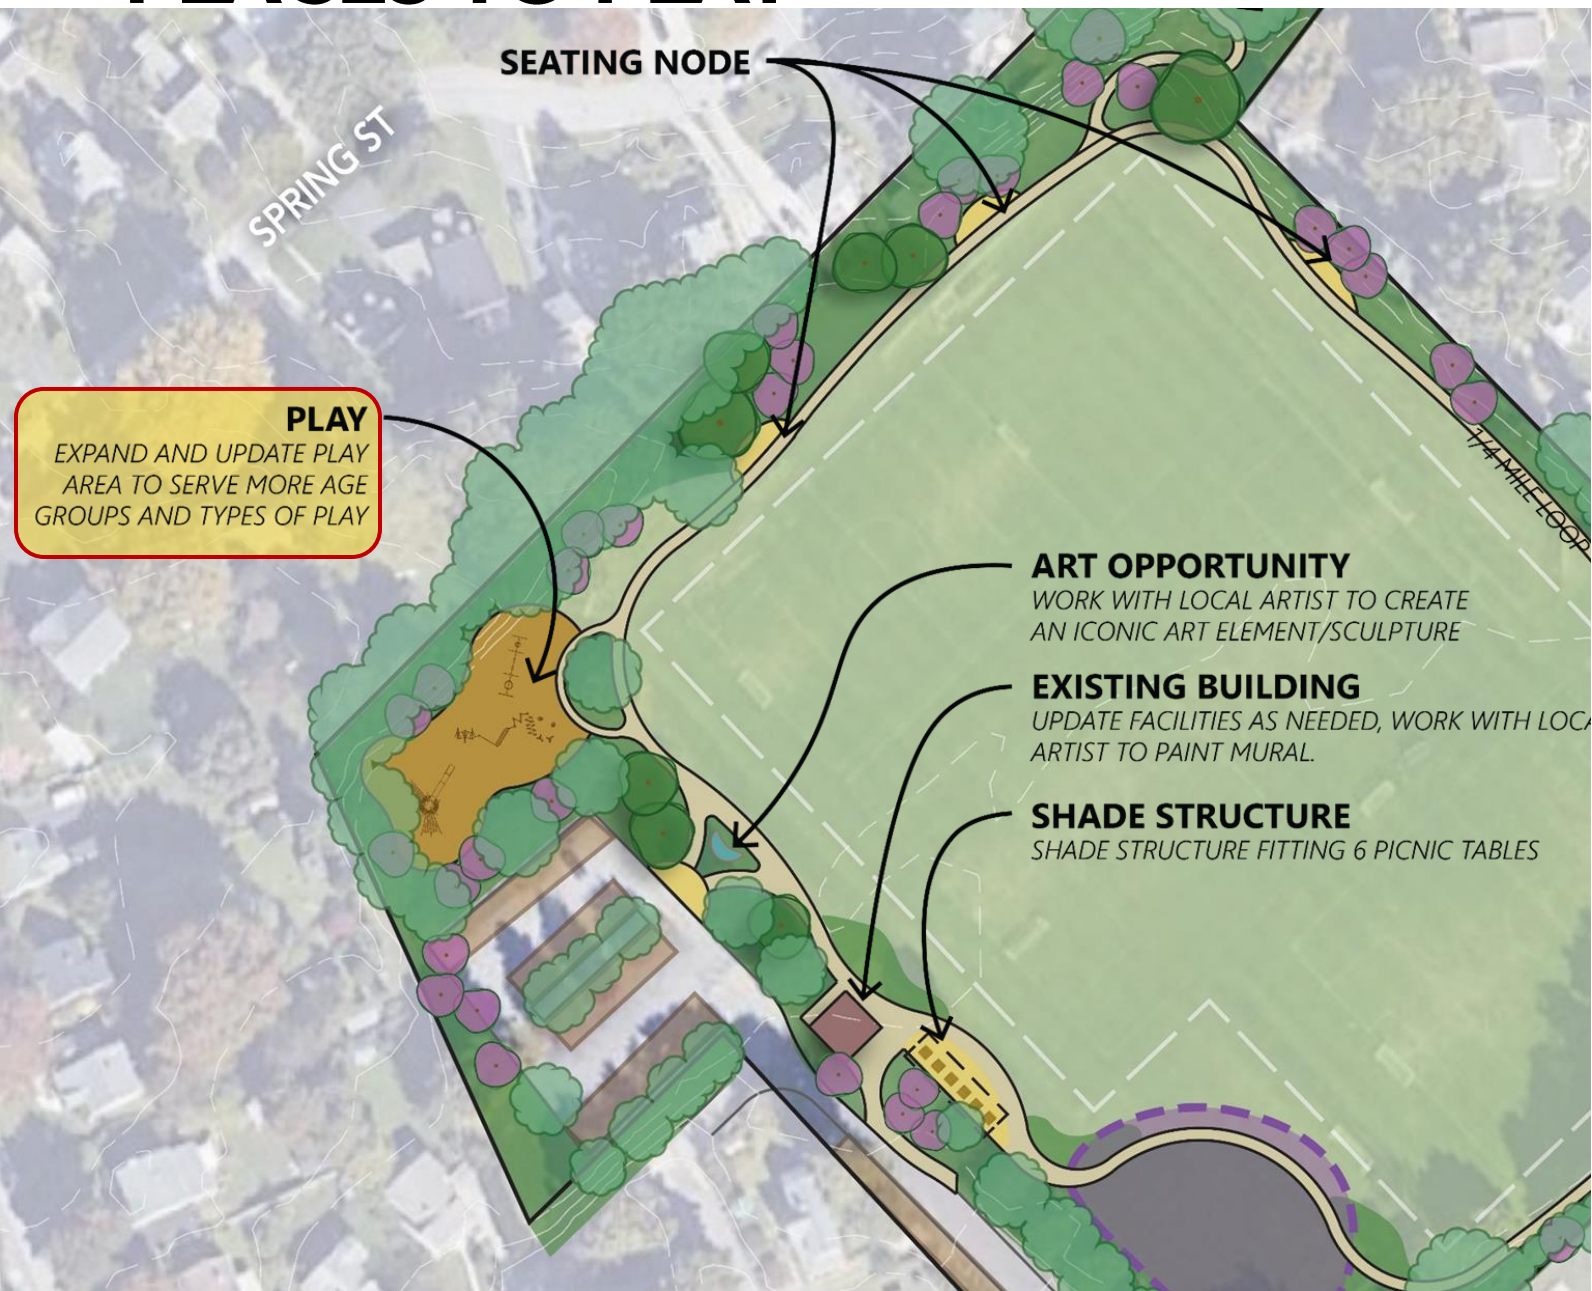 PLACES TO PLAY
SEATING NODE
SPRING ST
PLAY
EXPAND AND UPDATE PLAY
AREA TO SERVE MORE AGE
GROUPS AND TYPES OF PLAY
1/4 MILE LOOP
ART OPPORTUNITY
WORK WITH LOCAL ARTIST TO CREATE
AN ICONIC ART ELEMENT/SCULPTURE
EXISTING BUILDING
UPDATE FACILITIES AS NEEDED, WORK WITH LOCA
ARTIST TO PAINT MURAL.
SHADE STRUCTURE
SHADE STRUCTURE FITTING 6 PICNIC TABLES